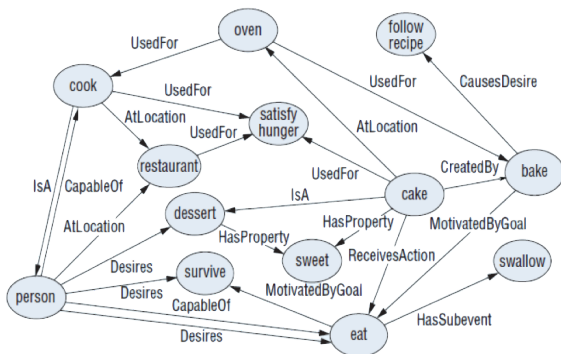 oven
follow
recipe
UsedFor
cook
UsedFor
UsedFor
CausesDesire
AtLocation
satisfy
hunger
UsedFor
AtLocation
restaurant
UsedFor
CreatedBy
bake
IsA
CapableOf
IsA
cake
AtLocation
dessert
HasProperty
MotivatedByGoal
HasProperty
sweet
ReceivesAction
swallow
Desires
survive
person
Desires
MotivatedByGoal
CapableOf
HasSubevent
Desires
eat